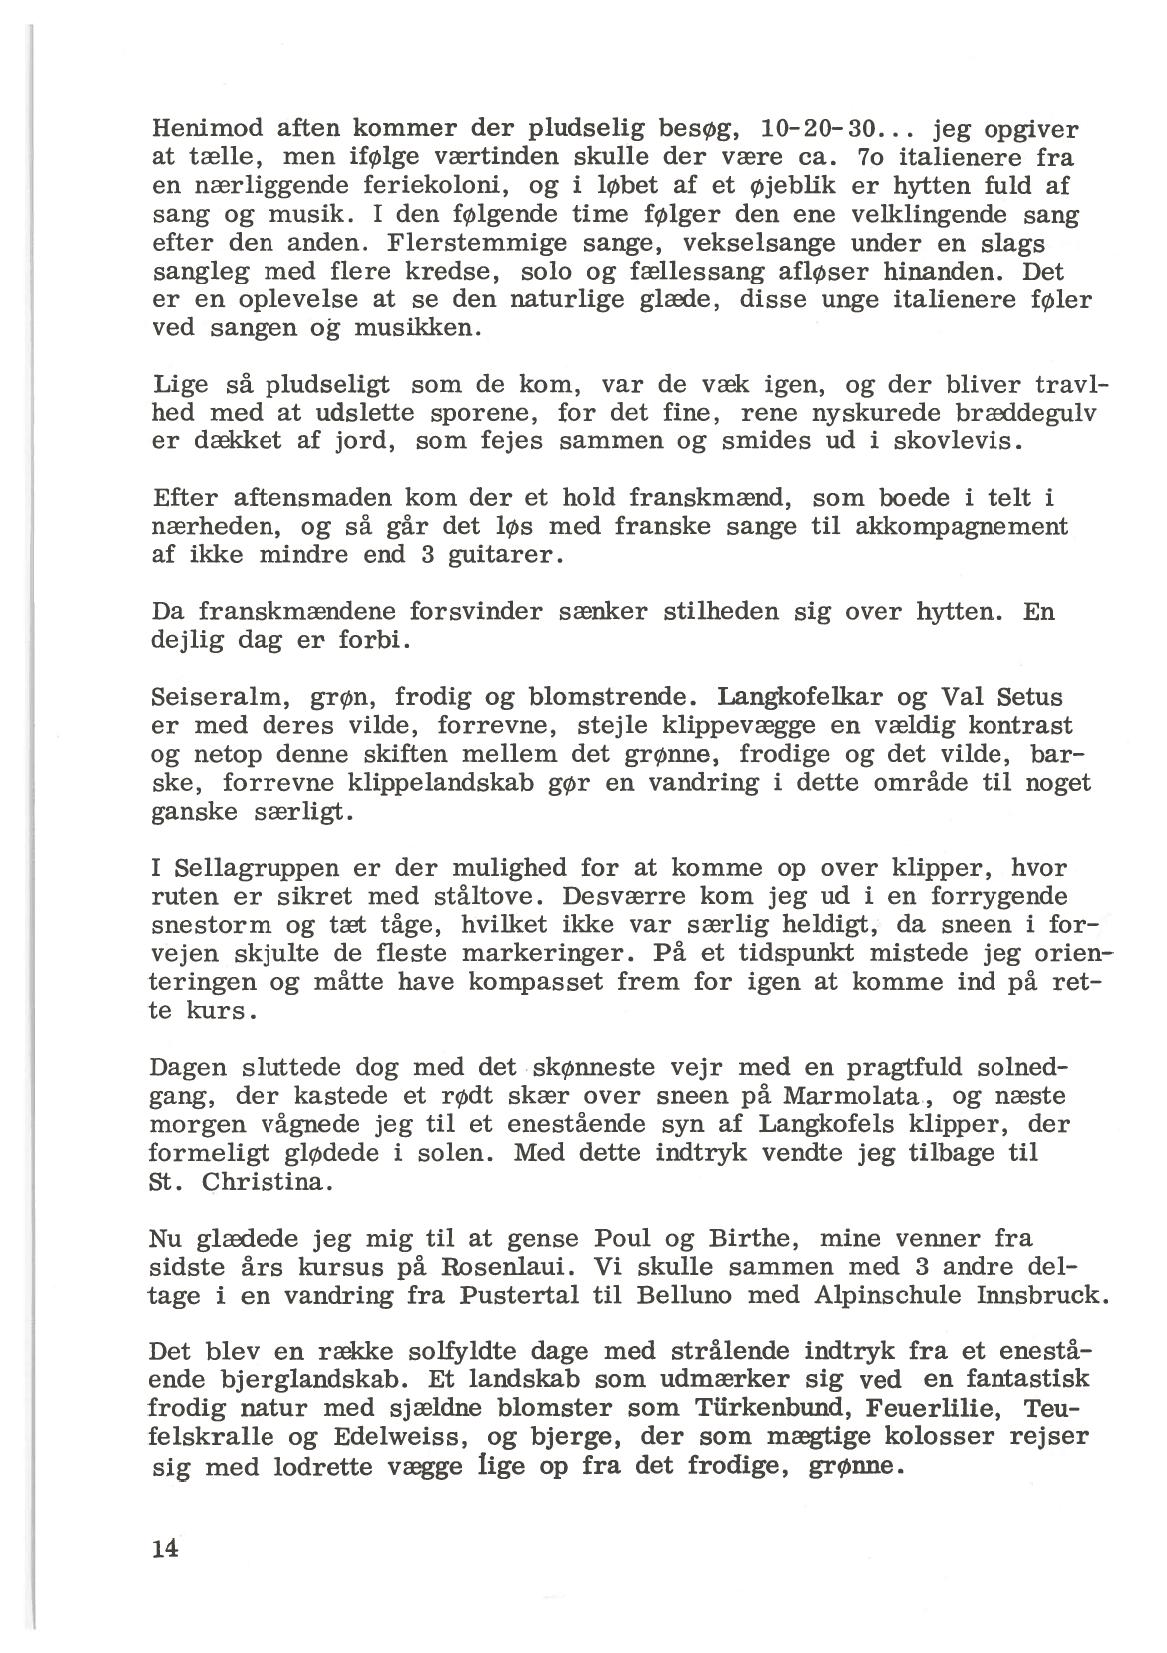 Henimod aften kommer der pludselig besøg, 10-20-30... jeg opgiver
at tælle, men ifølge værtinden skulle der være ca. 7o italienere fra
en nærliggende feriekoloni, og i løbet af et øjeblik er hytten fuld af
sang og musik. I den følgende time følger den ene velklingende sang
efter den anden. Flerstemmige sange, vekselsange under en slags
sangleg med flere kredse, solo og fællessang afløser hinanden. Det
er en oplevelse at se den naturlige glæde, disse unge italienere føler
ved sangen og musikken.

Lige så pludseligt som de kom, var de væk igen, og der bliver travl-
hed med at udslette sporene, for det fine, rene nyskurede bræddegulv
er dækket af jord, som fejes sammen og smides ud i skovlevis.

Efter aftensmaden kom der et hold franskmænd, som boede i telt i
nærheden, og så går det løs med franske sange til akkompagnement
af ikke mindre end 3 guitarer.

Da franskmændene forsvinder sænker stilheden sig over hytten. En
dejlig dag er forbi.

Seiseralm, grøn, frodig og blomstrende. Langkofelkar og Val Setus
er med deres vilde, forrevne, stejle klippevægge en vældig kontrast
og netop denne skiften mellem det grønne, frodige og det vilde, bar-
ske, forrevne klippelandskab gør en vandring i dette område til noget
ganske særligt.

I Sellagruppen er der mulighed for at komme op over klipper, hvor
ruten er sikret med ståltove. Desværre kom jeg ud i en forrygende
snestorm og tæt tåge, hvilket ikke var særlig heldigt, da sneen i for-
vejen skjulte de fleste markeringer. På et tidspunkt mistede jeg orien-
teringen og måtte have kompasset frem for igen at komme ind på ret-
te kurs.

Dagen sluttede dog med det skønneste vejr med en pragtfuld solned-
gang, der kastede et rødt skær over sneen på Marmolata, og næste
morgen vågnede jeg til et enestående syn af Langkofels klipper, der
formeligt glødede i solen. Med dette indtryk vendte jeg tilbage til
St. Christina.

Nu glædede jeg mig til at gense Poul og Birthe, mine venner fra
sidste års kursus på Rosenlaui. Vi skulle sammen med 3 andre del-
tage i en vandring fra Pustertal til Belluno med Alpinschule Innsbruck.

Det blev en række solfyldte dage med strålende indtryk fra et enestå-
ende bjerglandskab. Et landskab som udmærker sig ved en fantastisk
frodig natur med sjældne blomster som Türkenbund, Feuerlilie, Teu-
felskralle og Edelweiss, og bjerge, der som mægtige kolosser rejser
sig med lodrette vægge lige op fra det frodige, grønne.

14